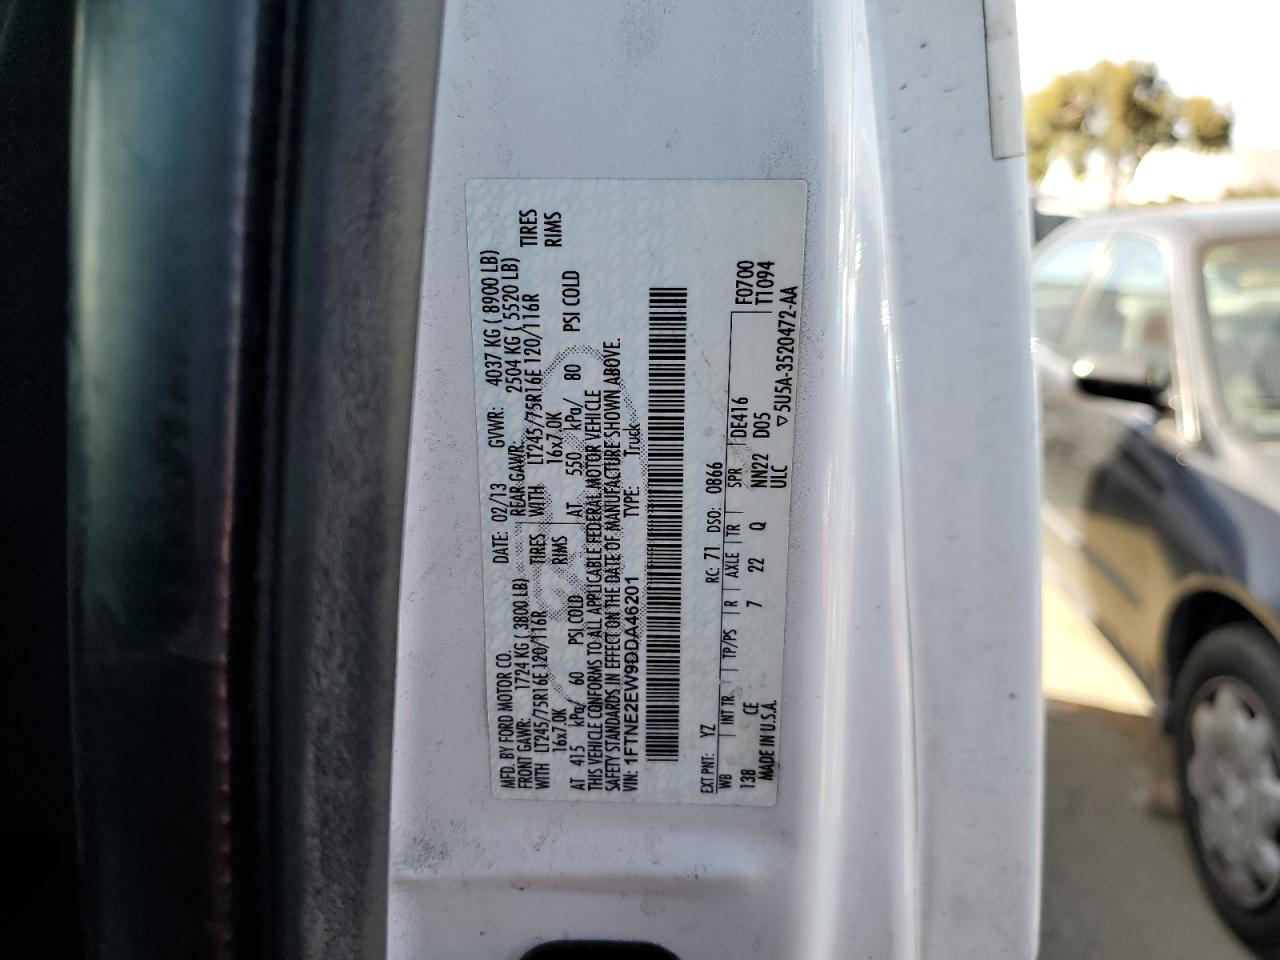 MFD. BY FORD MOTOR CO. DATE: 02/13 GVWR: 4037 KG ( 8900 LB)
FRONT GAWR: 1724 KG ( 3800 LB) REAR GAWR: 2504 KG ( 5520 LB)
WITH LT245/75R16E 120/116R TIRES WITH LT245/75R16E 120/116R TIRES
16x7.0K RIMS 16x7.0K RIMS
AT 415 kPa/ 60 PSI COLD AT 550 kPa/ 80 PSI COLD
THIS VEHICLE CONFORMS TO ALL APPLICABLE FEDERAL MOTOR VEHICLE
SAFETY STANDARDS IN EFFECT ON THE DATE OF MANUFACTURE SHOWN ABOVE.
VIN: 1FTNE2EW9DDA46201 TYPE: Truck
EXT PNT: YZ RC: 71 DSO: 0866
WB INT TR TP/PS R AXLE TR SPR DE416 F0700
138 CE 7 22 Q NN22 D05 T1094
MADE IN U.S.A. ULC ▽5U5A-3520472-AA